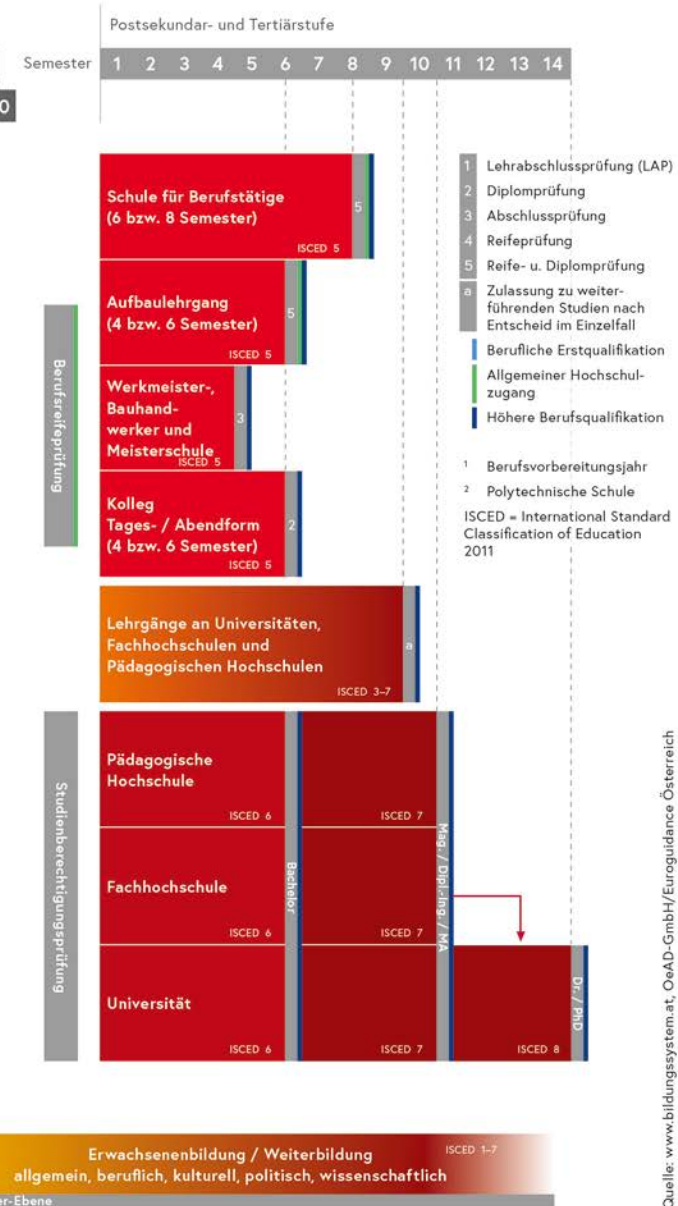 Postsekundar- und Tertiärstufe
Semester 1 2 3 4 5 6 7 8 9 10 11 12 13 14
0
Schule für Berufstätige
(6 bzw. 8 Semester)
ISCED 5
5
Aufbaulehrgang
(4 bzw. 6 Semester)
ISCED 5
5
Werkmeister-,
Bauhand-
werker und
Meisterschule
ISCED 5
3
Kolleg
Tages- / Abendform
(4 bzw. 6 Semester)
ISCED 5
2
Berufsreifeprüfung
1 Lehrabschlussprüfung (LAP)
2 Diplomprüfung
3 Abschlussprüfung
4 Reifeprüfung
5 Reife- u. Diplomprüfung
a Zulassung zu weiter-
führenden Studien nach
Entscheid im Einzelfall
Berufliche Erstqualifikation
Allgemeiner Hochschul-
zugang
Höhere Berufsqualifikation
1 Berufsvorbereitungsjahr
2 Polytechnische Schule
ISCED = International Standard
Classification of Education
2011
Lehrgänge an Universitäten,
Fachhochschulen und
Pädagogischen Hochschulen
ISCED 3–7
a
Studienberechtigungsprüfung
Pädagogische
Hochschule
ISCED 6
ISCED 7
Fachhochschule
ISCED 6
ISCED 7
Universität
ISCED 6
ISCED 7
ISCED 8
Bachelor
Mag. / Dipl.-Ing. / MA
Dr. / PhD
Erwachsenenbildung / Weiterbildung
ISCED 1–7
allgemein, beruflich, kulturell, politisch, wissenschaftlich
er-Ebene
Quelle: www.bildungssystem.at, OeAD-GmbH/Euroguidance Österreich